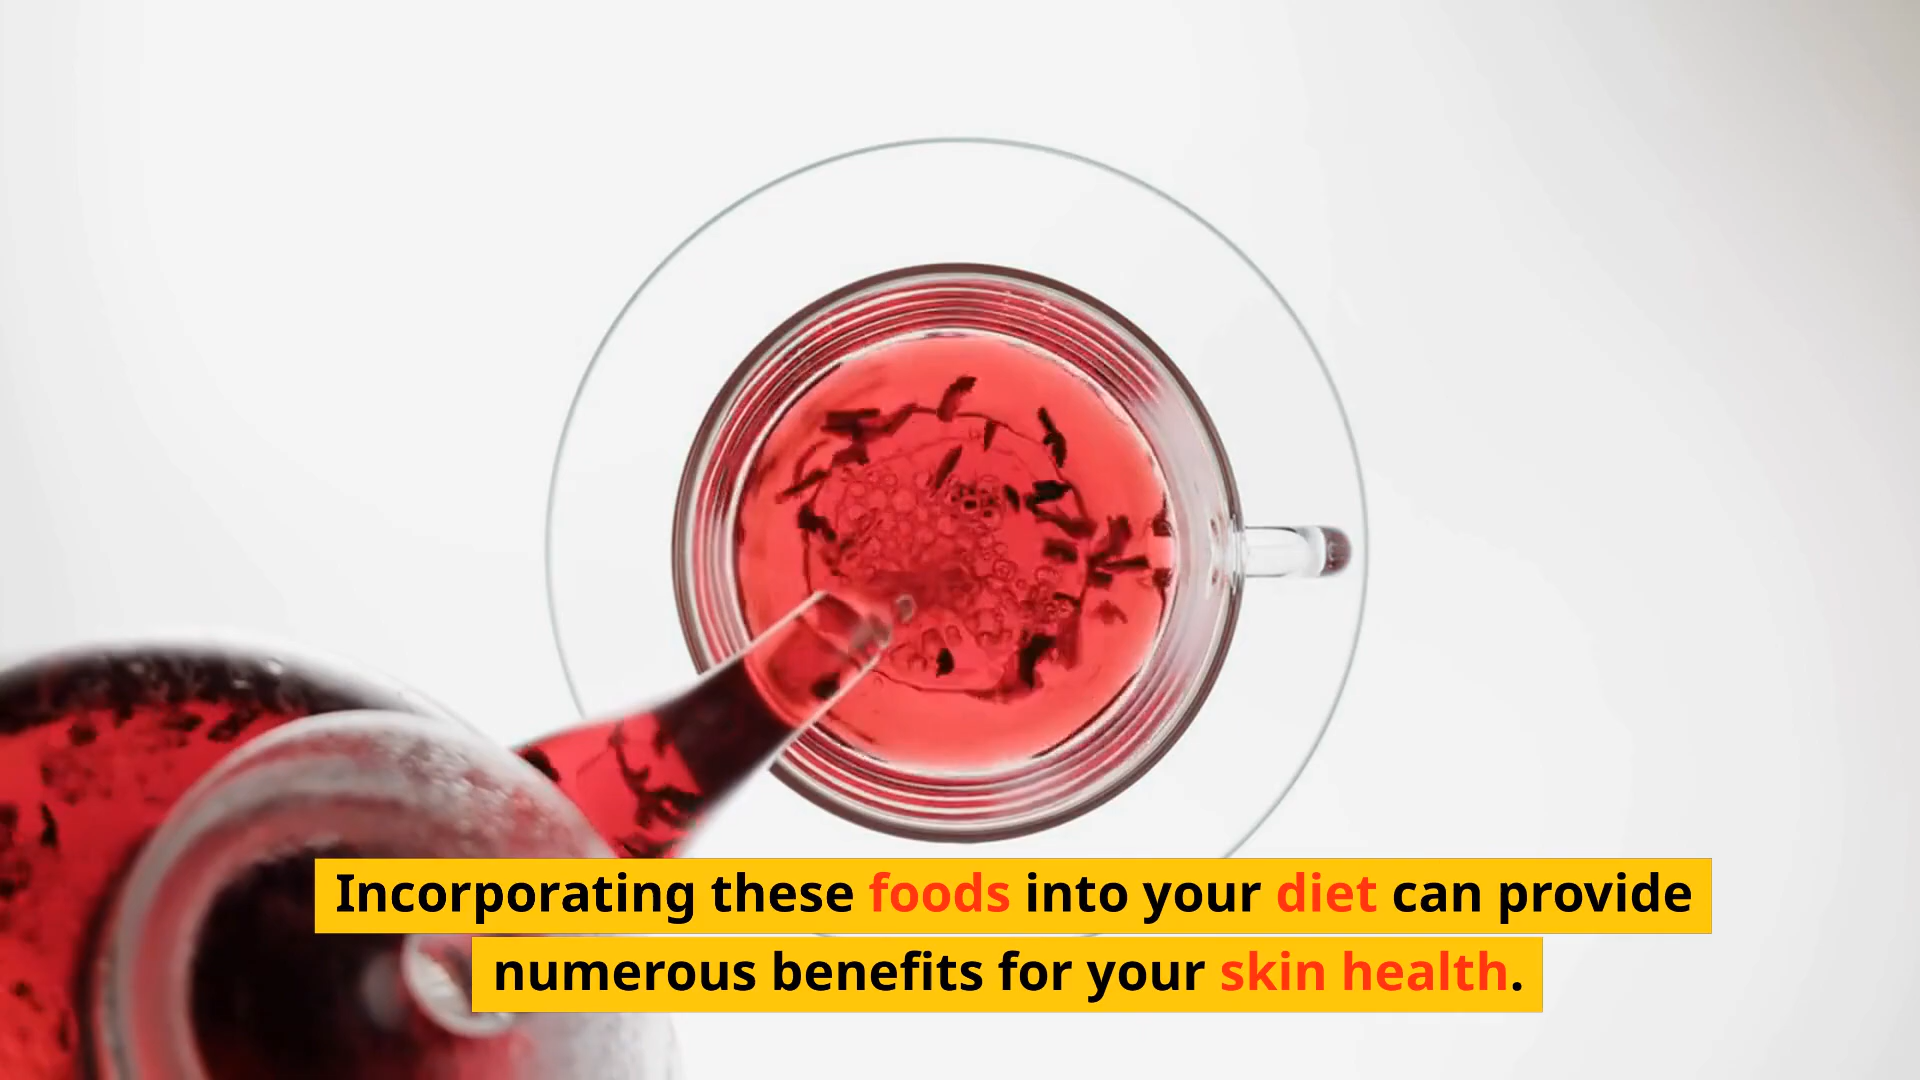 Incorporating these foods into your diet can provide
numerous benefits for your skin health.